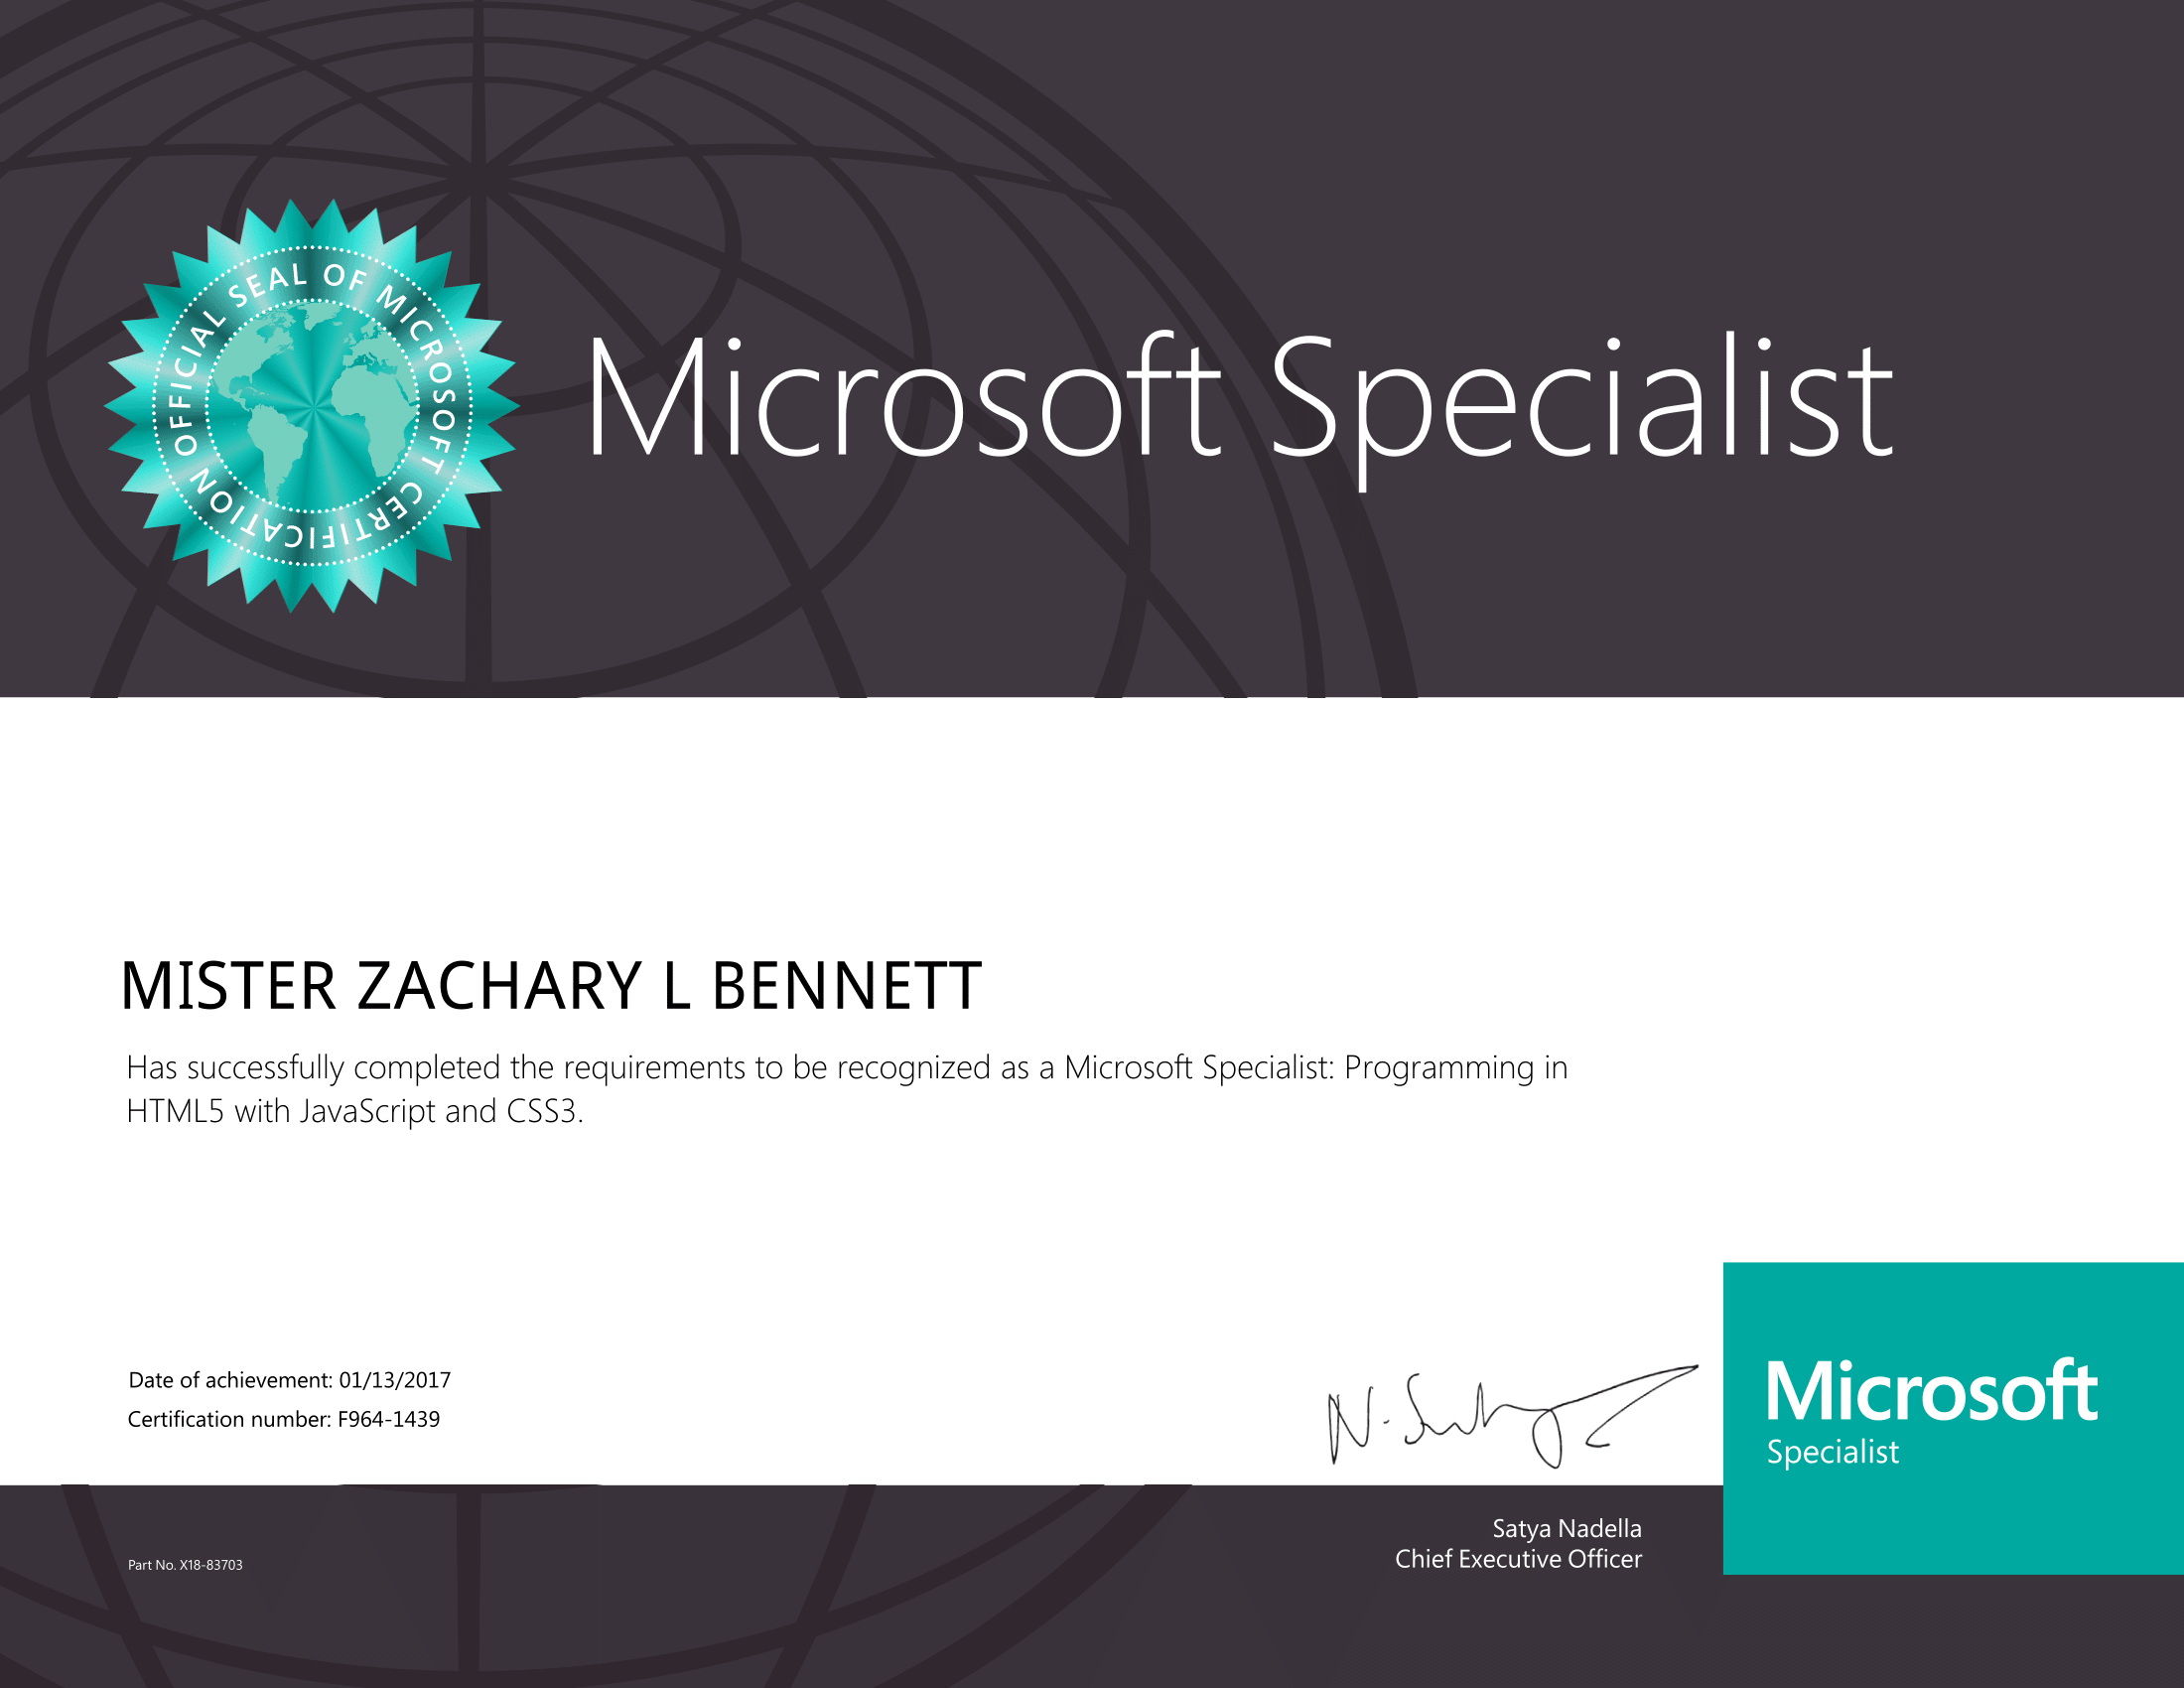 OFFICIAL SEAL OF MICROSOFT CERTIFICATION
Microsoft Specialist
MISTER ZACHARY L BENNETT
Has successfully completed the requirements to be recognized as a Microsoft Specialist: Programming in
HTML5 with JavaScript and CSS3.
Date of achievement: 01/13/2017
Certification number: F964-1439
N. Satya
Microsoft
Specialist
Satya Nadella
Chief Executive Officer
Part No. X18-83703